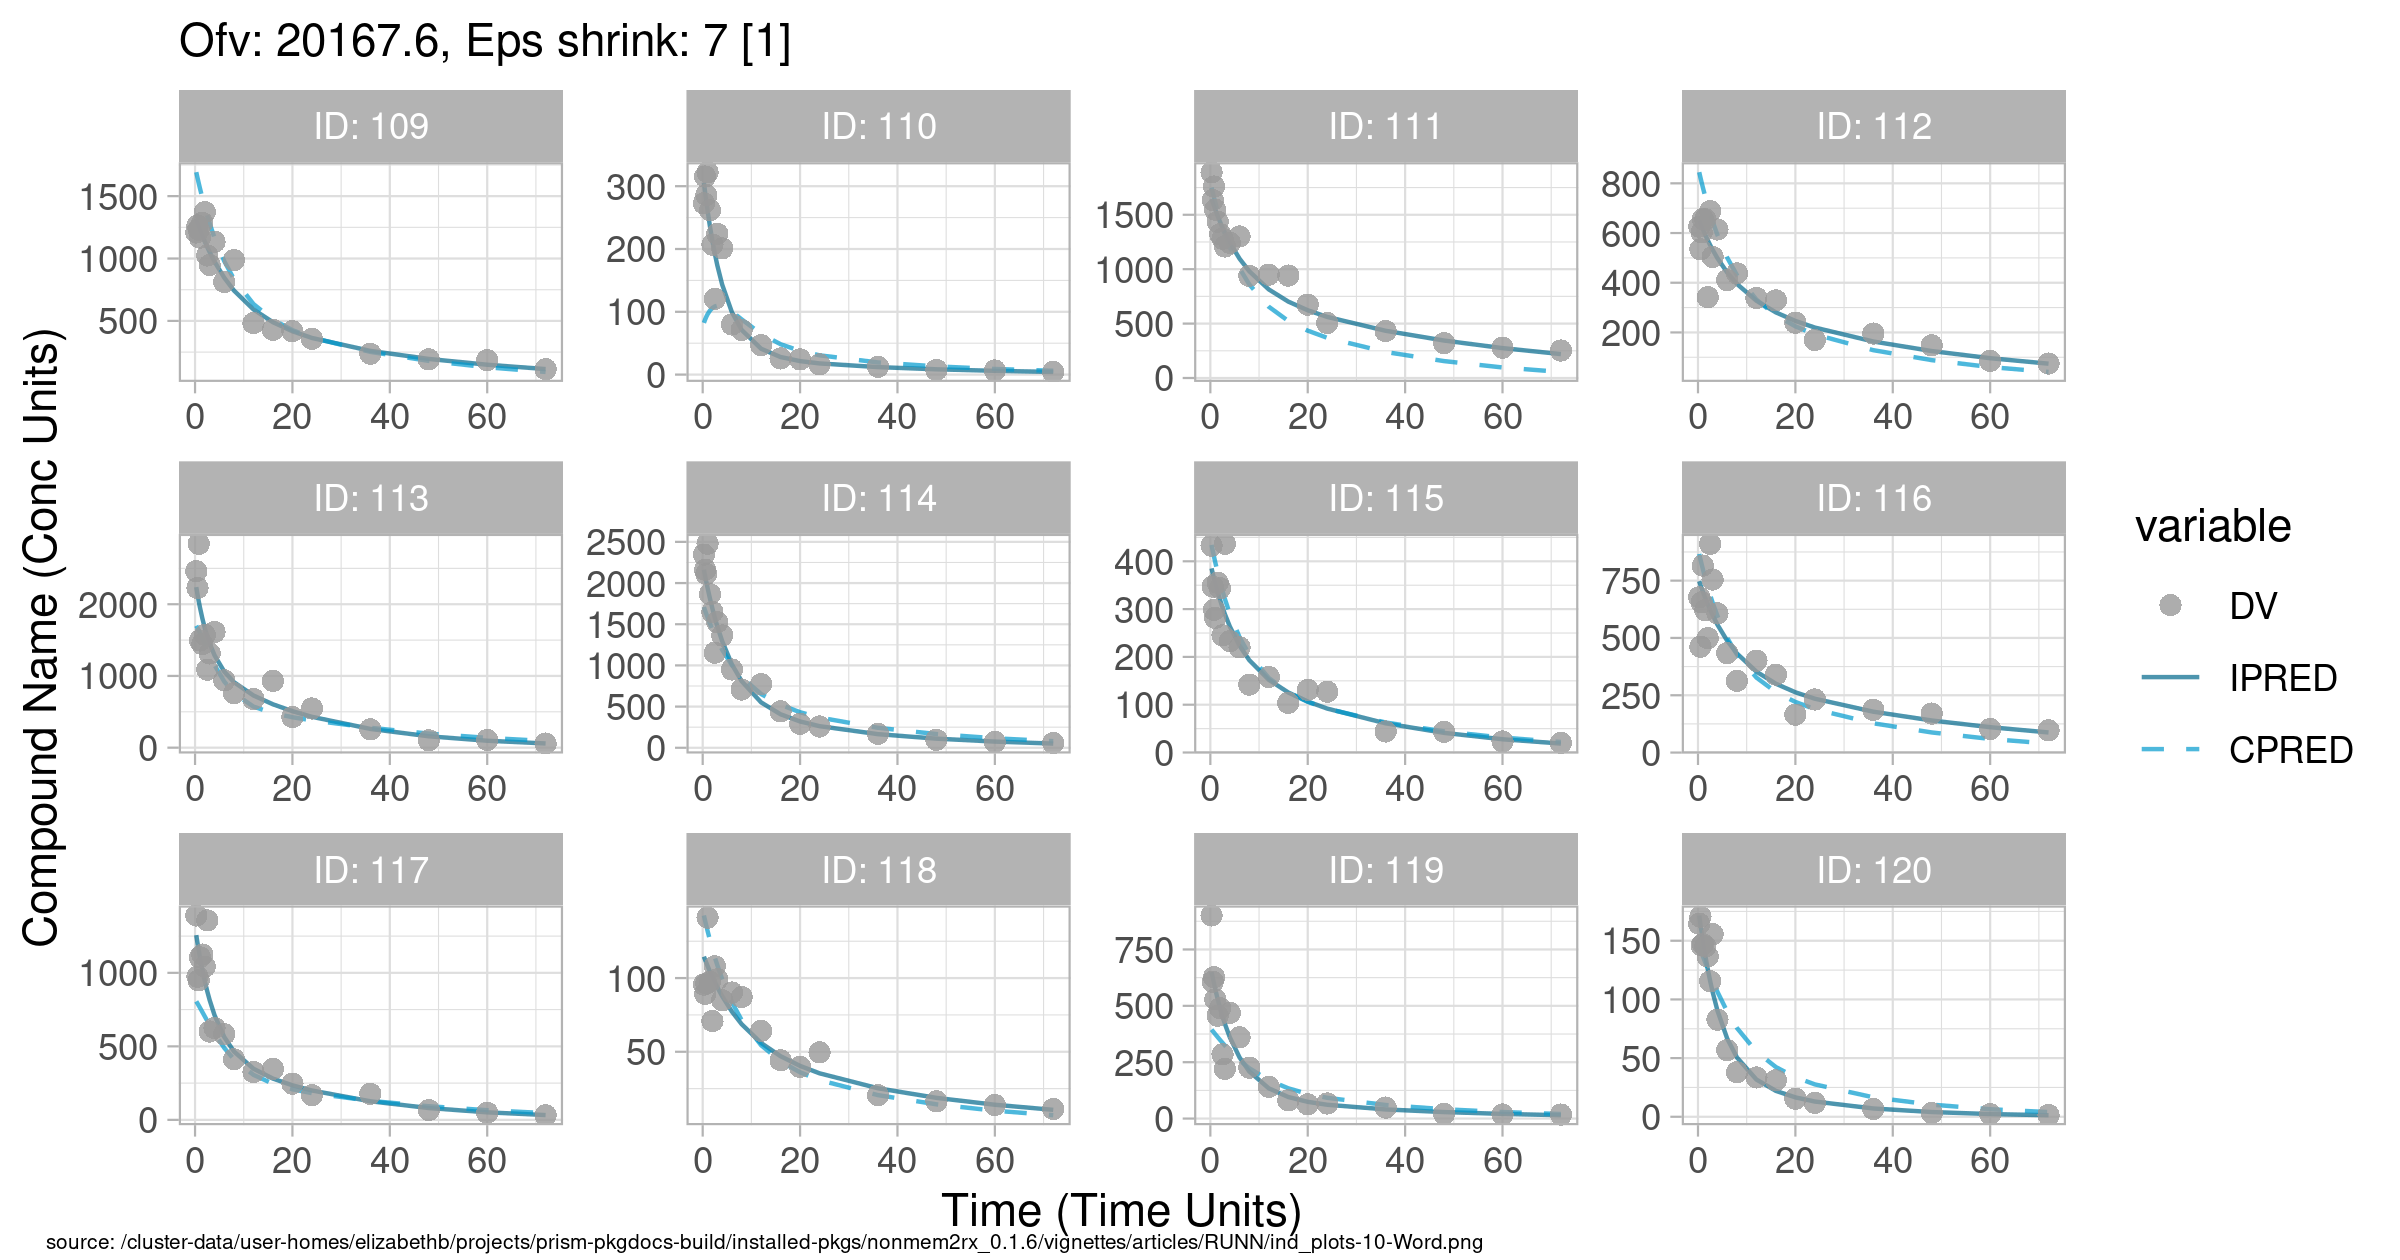 Ofv: 20167.6, Eps shrink: 7 [1]
Compound Name (Conc Units)
ID: 109
1500
1000
500
0 20 40 60
ID: 110
300
200
100
0
0 20 40 60
ID: 111
1500
1000
500
0
0 20 40 60
ID: 112
800
600
400
200
0 20 40 60
ID: 113
2000
1000
0
0 20 40 60
ID: 114
2500
2000
1500
1000
500
0
0 20 40 60
ID: 115
400
300
200
100
0
0 20 40 60
ID: 116
750
500
250
0
0 20 40 60
ID: 117
1000
500
0
0 20 40 60
ID: 118
100
50
0 20 40 60
ID: 119
750
500
250
0
0 20 40 60
ID: 120
150
100
50
0
0 20 40 60
variable
DV
IPRED
CPRED
Time (Time Units)
source: /cluster-data/user-homes/elizabethb/projects/prism-pkgdocs-build/installed-pkgs/nonmem2rx_0.1.6/vignettes/articles/RUNN/ind_plots-10-Word.png